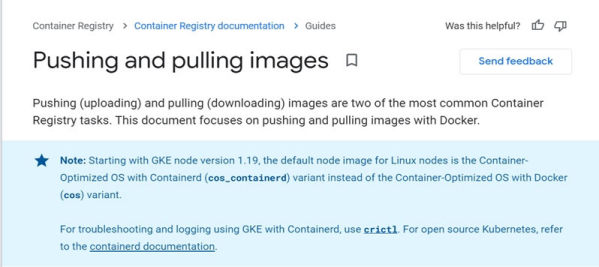 Container Registry > Container Registry documentation > Guides
Was this helpful?
Pushing and pulling images
Send feedback
Pushing (uploading) and pulling (downloading) images are two of the most common Container
Registry tasks. This document focuses on pushing and pulling images with Docker.
Note: Starting with GKE node version 1.19, the default node image for Linux nodes is the Container-
Optimized OS with Containerd (cos_containerd) variant instead of the Container-Optimized OS with Docker
(cos) variant.
For troubleshooting and logging using GKE with Containerd, use crictl. For open source Kubernetes, refer
to the containerd documentation.